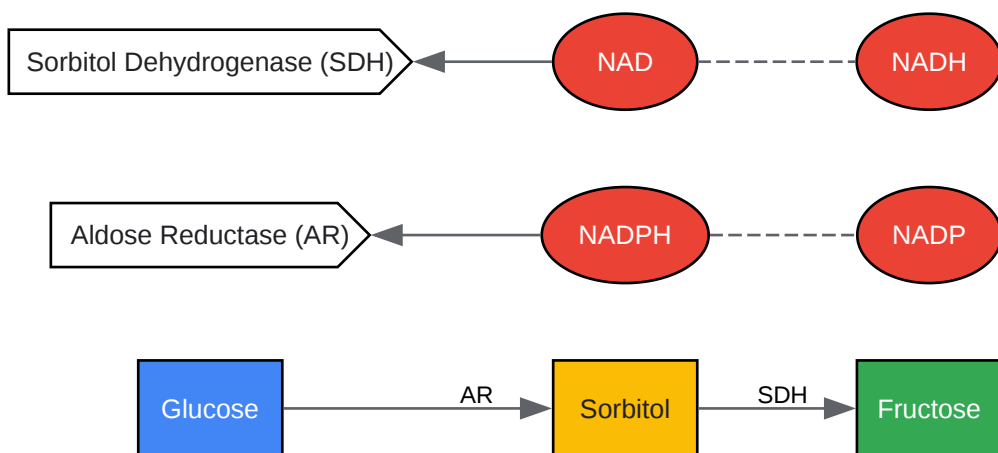 Sorbitol Dehydrogenase (SDH)
NAD
NADH
Aldose Reductase (AR)
NADPH
NADP
Glucose
AR
Sorbitol
SDH
Fructose